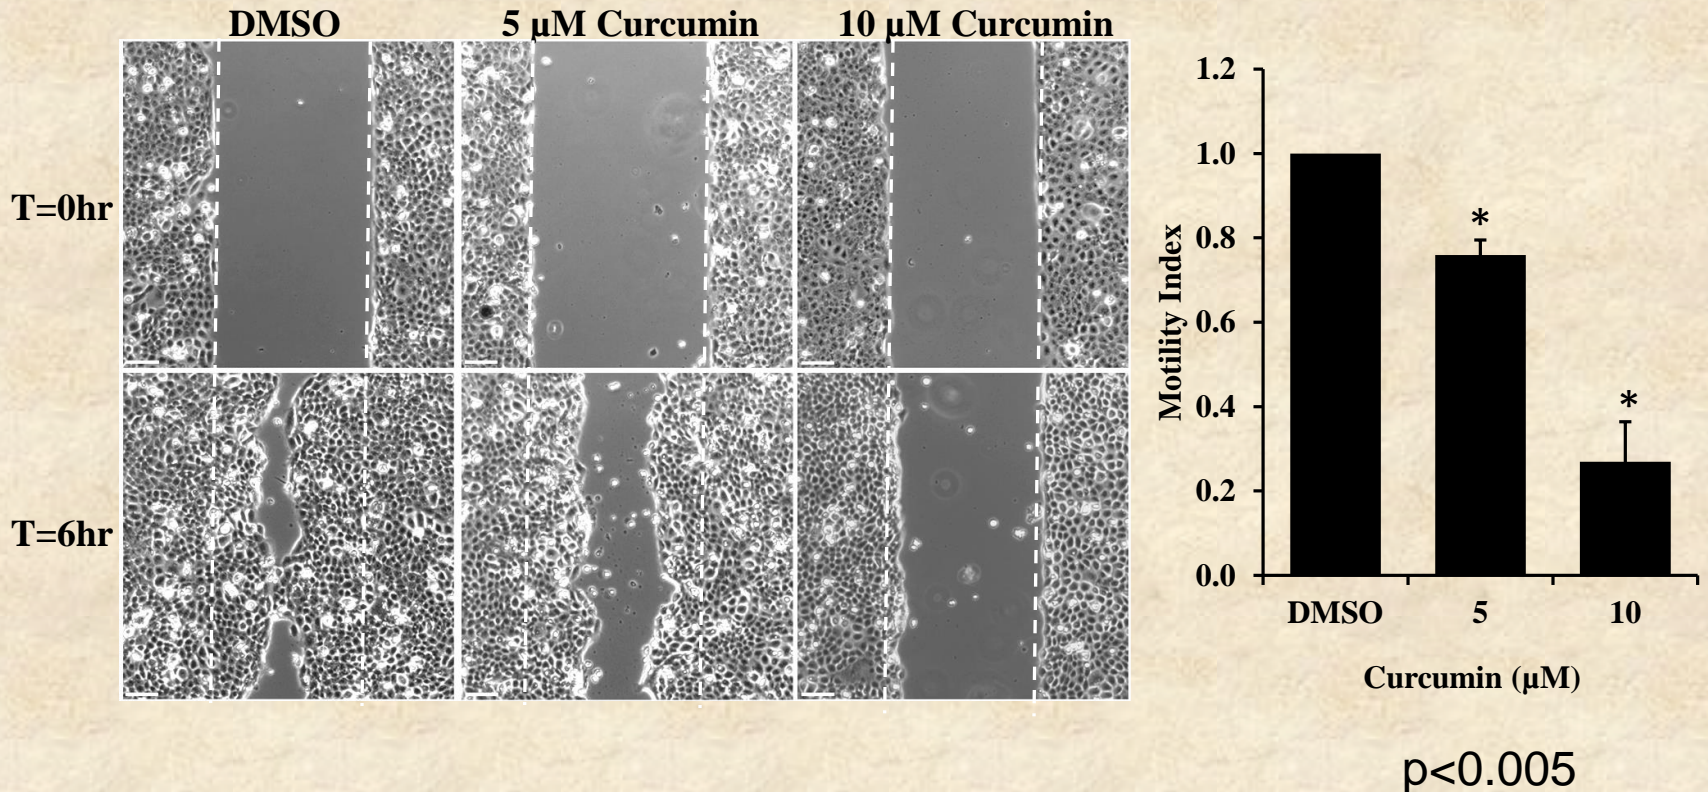 DMSO
5 μM Curcumin
10 μM Curcumin
T=0hr
T=6hr
Motility Index
1.2
1.0
0.8
0.6
0.4
0.2
0.0
*
*
DMSO
5
10
Curcumin (μM)
p<0.005